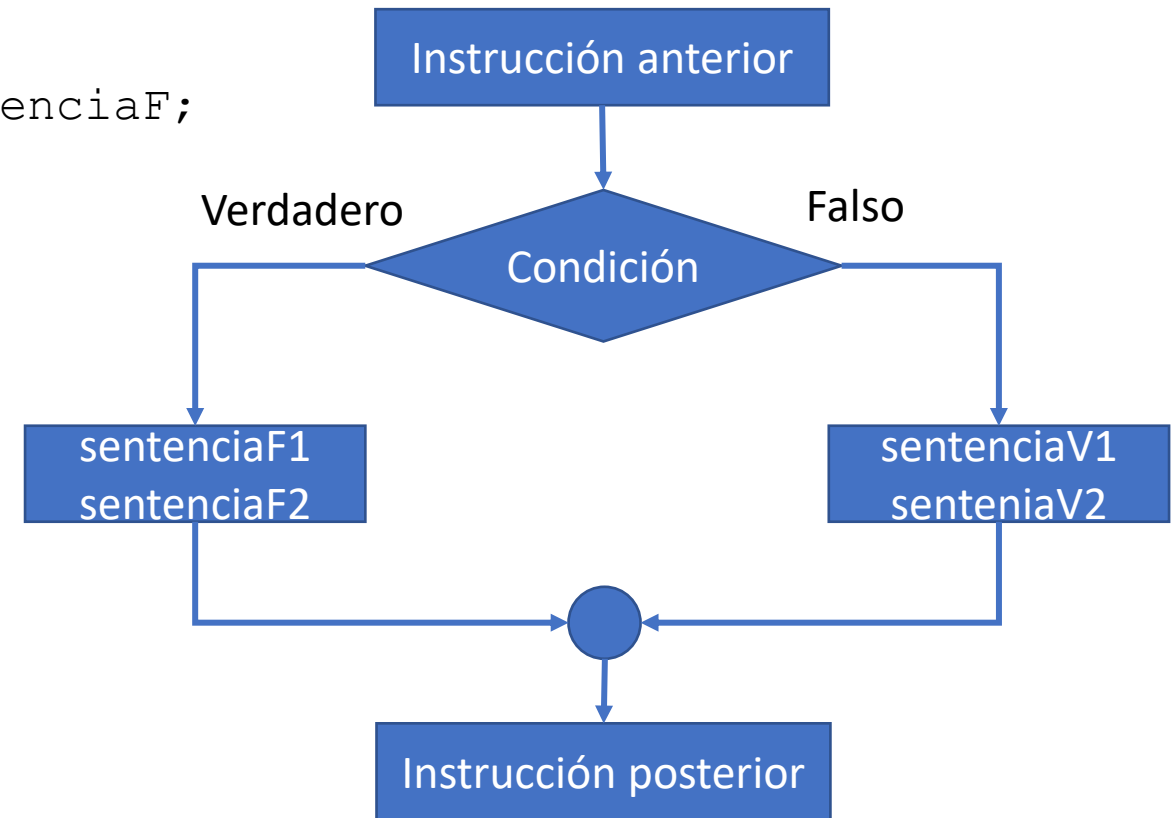 Instrucción anterior
enciaF;
Verdadero
Falso
Condición
sentenciaF1
sentenciaF2
sentenciaV1
senteniaV2
Instrucción posterior